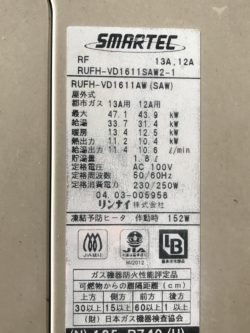 SMARTEC
RF 13A,12A
RUFH-VD1611SAW2-1
RUFH-VD1611AW(SAW)
屋外式
都市ガス 13A用 12A用
最大 47.1 43.9 kW
給湯 33.7 31.4 kW
暖房 13.4 12.5 kW
熱出力 11.2 10.4 kW
給湯出力 11.4 10.6 ℓ/min
貯湯量 1.8ℓ
定格電圧 AC 100V
定格周波数 50/60Hz
定格消費電力 230/250W
04.03-005956
リンナイ株式会社
凍結予防ヒータ 作動時 152W
JIA
ガス機器防火性能評定品
可燃物からの離隔距離(cm)
上方 側方 前方 後方
30以上 15以上 60以上 1以上
(財)日本ガス機器検査協会